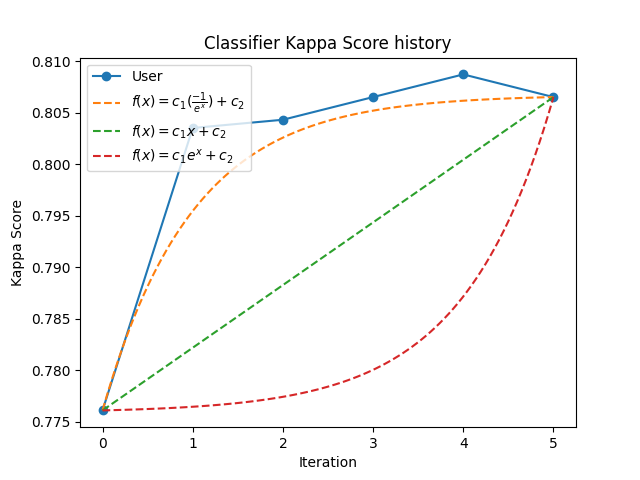 Classifier Kappa Score history
0.810
0.805
0.800
0.795
0.790
0.785
0.780
0.775
Kappa Score
User
f(x) = c₁(−1/eˣ) + c₂
f(x) = c₁x + c₂
f(x) = c₁eˣ + c₂
0 1 2 3 4 5
Iteration